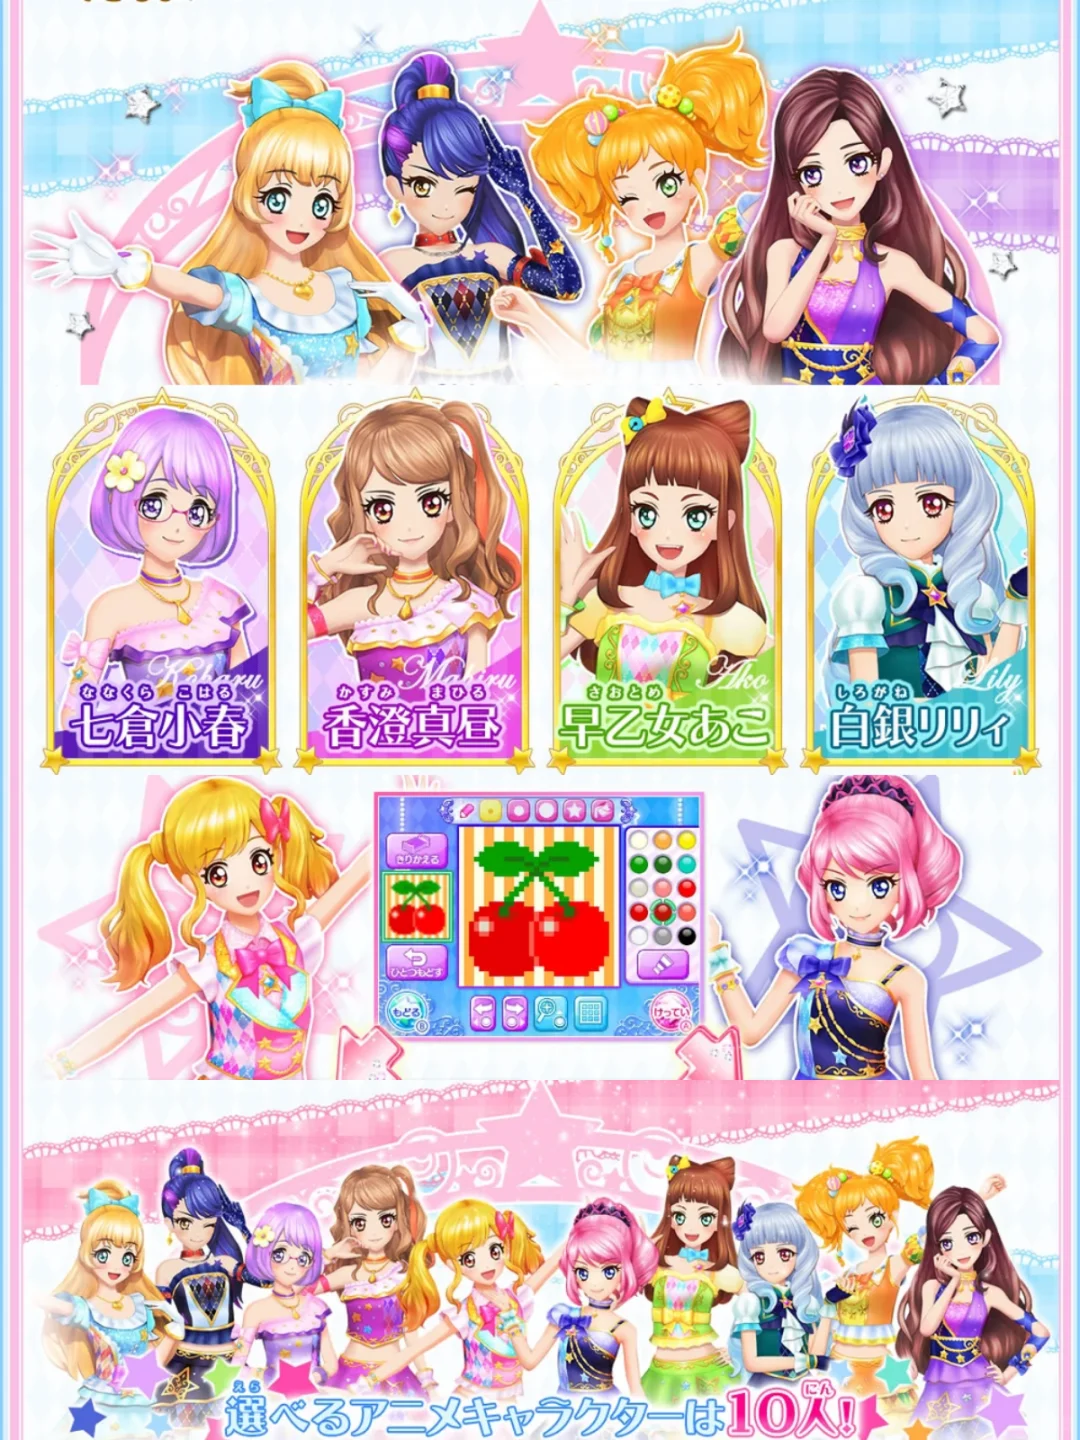 Koharu
ななくら こはる
七倉小春
Mahiru
かすみ まひる
香澄真昼
Ako
さおとめ
早乙女あこ
Lily
しろがね
白銀リリィ
きりかえる
ひとつもどす
もどる
B
けってい
A
えら にん
選べるアニメキャラクターは10人!